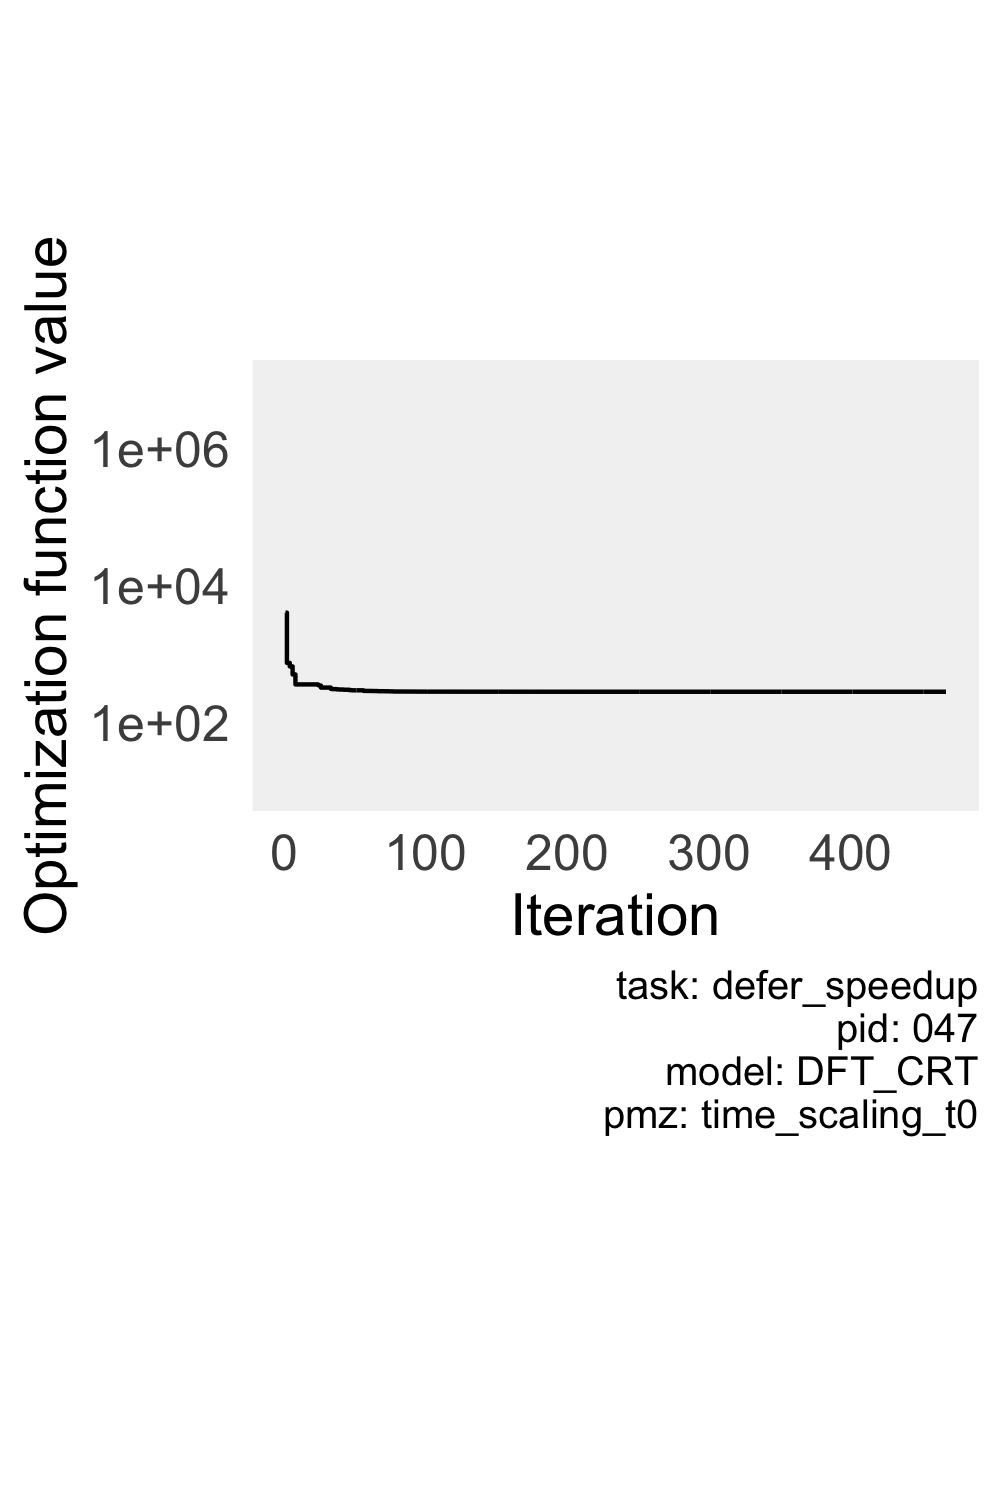 Optimization function value
1e+06
1e+04
1e+02
0 100 200 300 400
Iteration
task: defer_speedup
pid: 047
model: DFT_CRT
pmz: time_scaling_t0